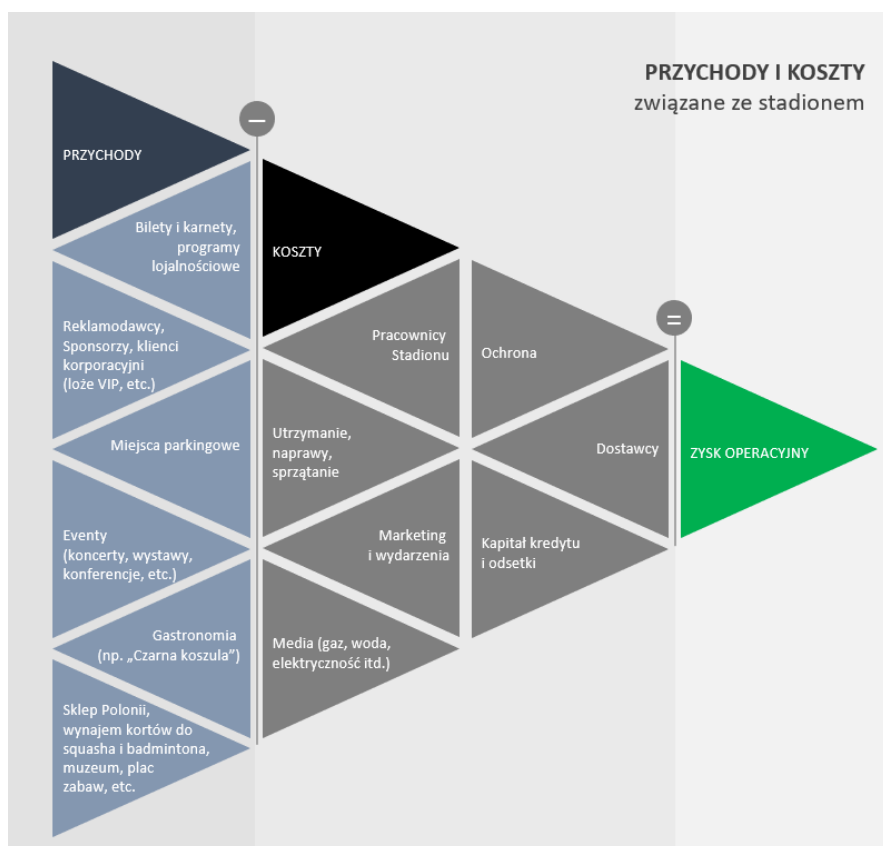 PRZYCHODY I KOSZTY
związane ze stadionem
–
PRZYCHODY
Bilety i karnety,
programy
lojalnościowe
Reklamodawcy,
Sponsorzy, klienci
korporacyjni
(loże VIP, etc.)
Miejsca parkingowe
Eventy
(koncerty, wystawy,
konferencje, etc.)
Gastronomia
(np. „Czarna koszula”)
Sklep Polonii,
wynajem kortów do
squasha i badmintona,
muzeum, plac
zabaw, etc.
KOSZTY
Pracownicy
Stadionu
Utrzymanie,
naprawy,
sprzątanie
Marketing
i wydarzenia
Media (gaz, woda,
elektryczność itd.)
Ochrona
Dostawcy
Kapitał kredytu
i odsetki
=
ZYSK OPERACYJNY